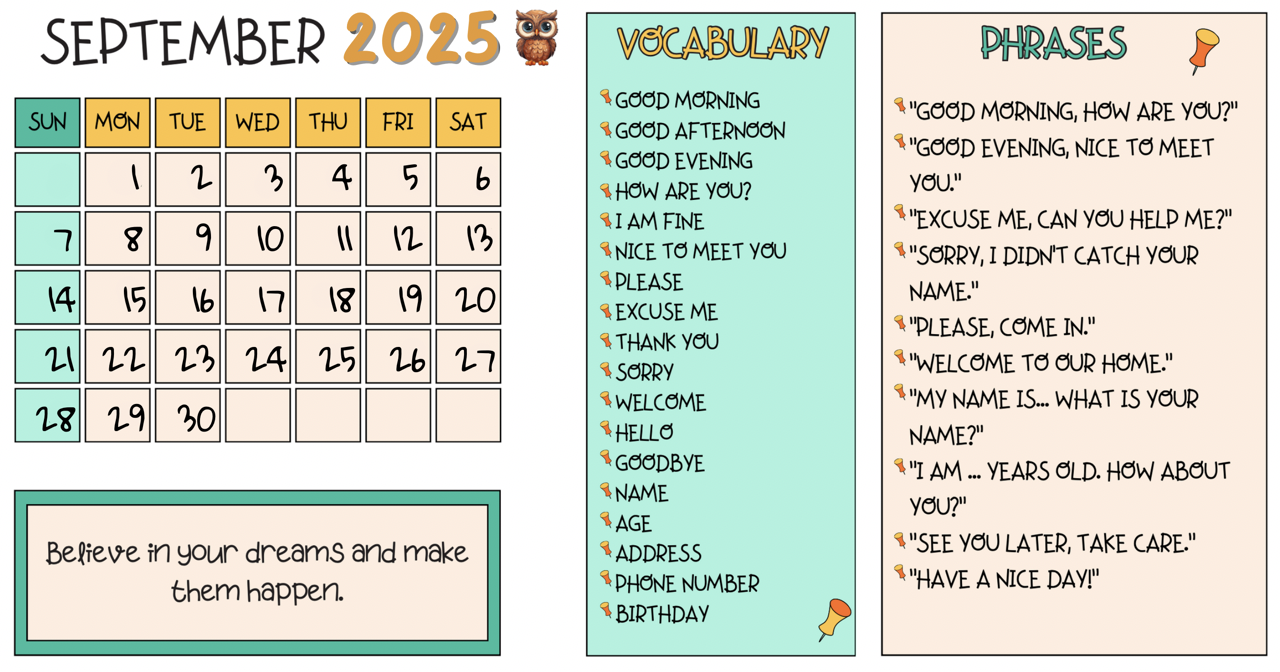 SEPTEMBER 2025
SUN MON TUE WED THU FRI SAT
1 2 3 4 5 6
7 8 9 10 11 12 13
14 15 16 17 18 19 20
21 22 23 24 25 26 27
28 29 30
Believe in your dreams and make
them happen.
VOCABULARY
GOOD MORNING
GOOD AFTERNOON
GOOD EVENING
HOW ARE YOU?
I AM FINE
NICE TO MEET YOU
PLEASE
EXCUSE ME
THANK YOU
SORRY
WELCOME
HELLO
GOODBYE
NAME
AGE
ADDRESS
PHONE NUMBER
BIRTHDAY
PHRASES
"GOOD MORNING, HOW ARE YOU?"
"GOOD EVENING, NICE TO MEET
YOU."
"EXCUSE ME, CAN YOU HELP ME?"
"SORRY, I DIDN'T CATCH YOUR
NAME."
"PLEASE, COME IN."
"WELCOME TO OUR HOME."
"MY NAME IS... WHAT IS YOUR
NAME?"
"I AM ... YEARS OLD. HOW ABOUT
YOU?"
"SEE YOU LATER, TAKE CARE."
"HAVE A NICE DAY!"